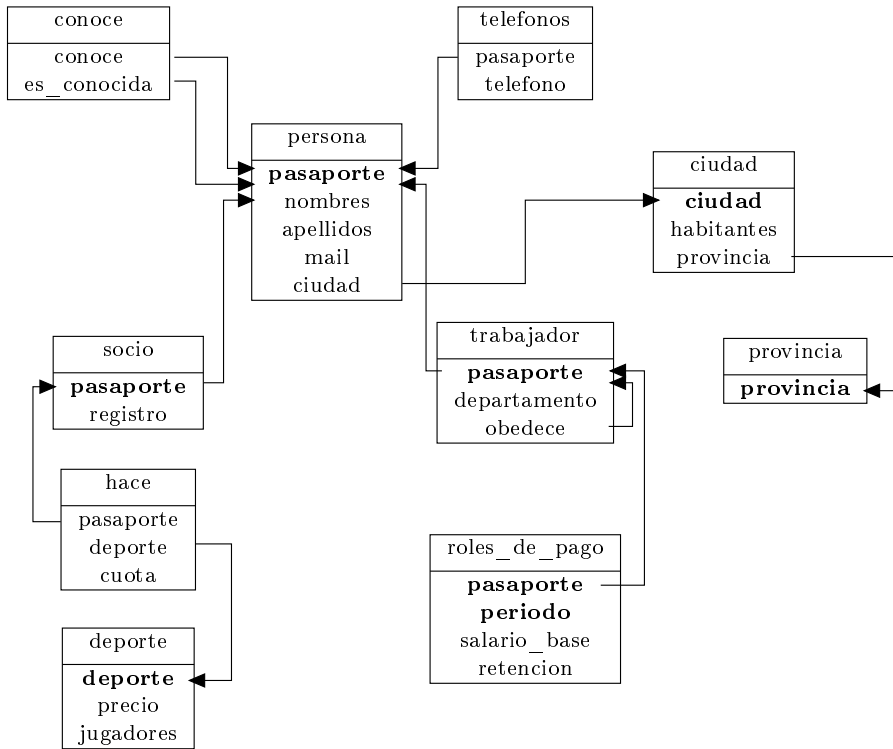 conoce
conoce
es_conocida
telefonos
pasaporte
telefono
persona
pasaporte
nombres
apellidos
mail
ciudad
ciudad
ciudad
habitantes
provincia
socio
pasaporte
registro
trabajador
pasaporte
departamento
obedece
provincia
provincia
hace
pasaporte
deporte
cuota
roles_de_pago
pasaporte
periodo
salario_base
retencion
deporte
deporte
precio
jugadores